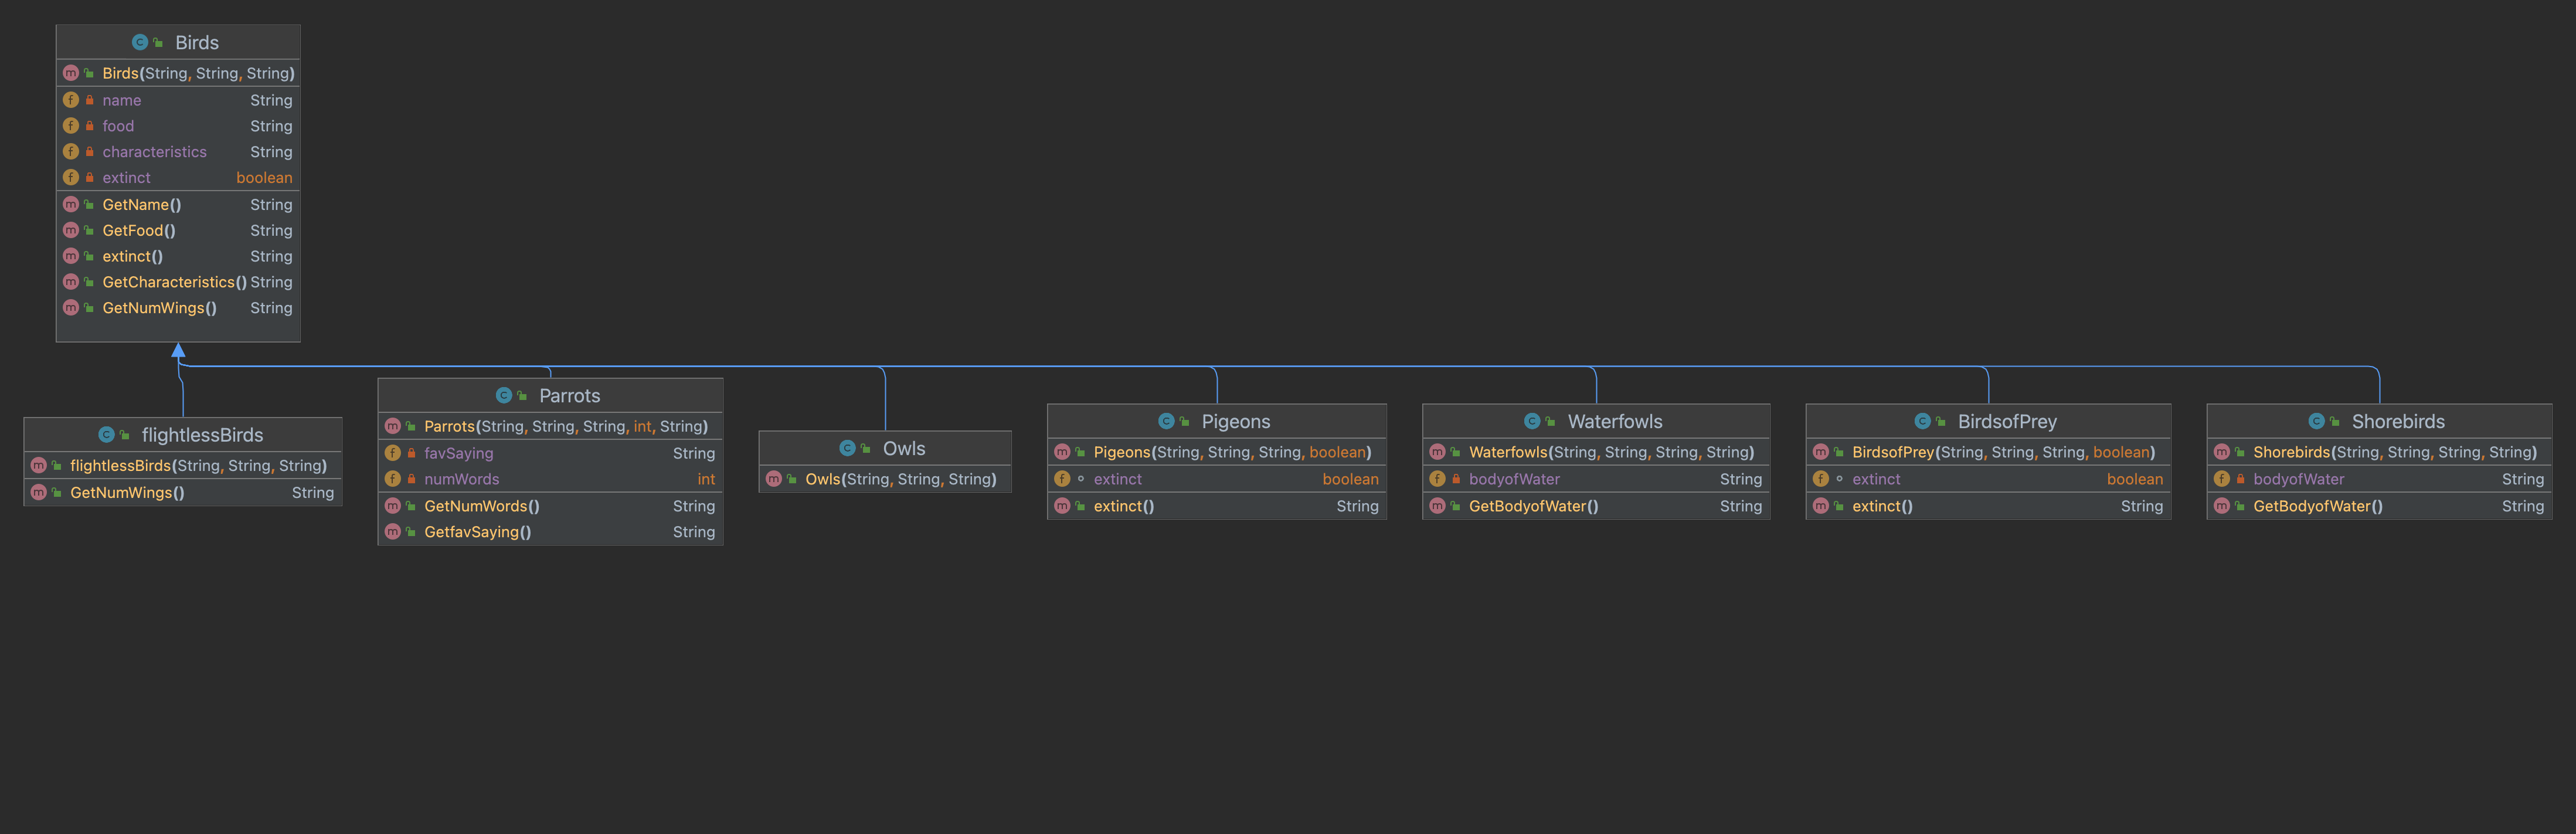 Birds
Birds(String, String, String)
name String
food String
characteristics String
extinct boolean
GetName() String
GetFood() String
extinct() String
GetCharacteristics() String
GetNumWings() String
flightlessBirds
flightlessBirds(String, String, String)
GetNumWings() String
Parrots
Parrots(String, String, String, int, String)
favSaying String
numWords int
GetNumWords() String
GetfavSaying() String
Owls
Owls(String, String, String)
Pigeons
Pigeons(String, String, String, boolean)
extinct boolean
extinct() String
Waterfowls
Waterfowls(String, String, String, String)
bodyofWater String
GetBodyofWater() String
BirdsofPrey
BirdsofPrey(String, String, String, boolean)
extinct boolean
extinct() String
Shorebirds
Shorebirds(String, String, String, String)
bodyofWater String
GetBodyofWater() String